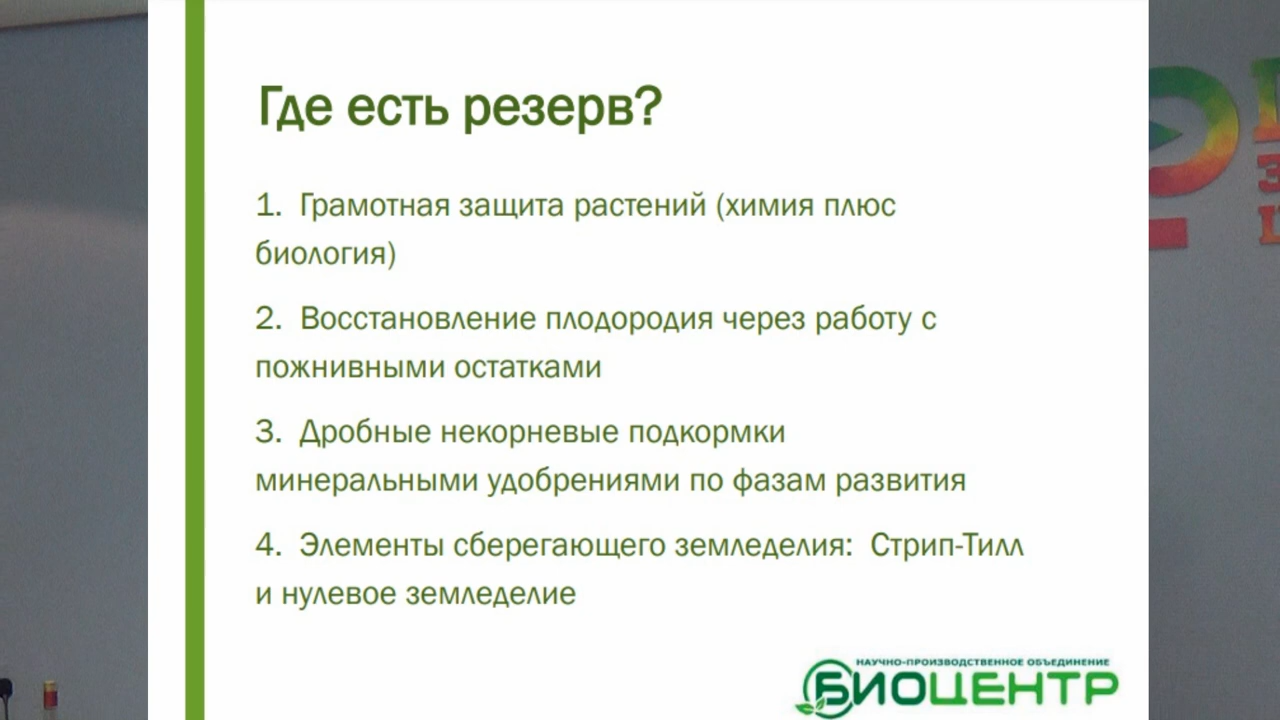 Где есть резерв?
1. Грамотная защита растений (химия плюс
биология)
2. Восстановление плодородия через работу с
пожнивными остатками
3. Дробные некорневые подкормки
минеральными удобрениями по фазам развития
4. Элементы сберегающего земледелия: Стрип-Тилл
и нулевое земледелие
НАУЧНО-ПРОИЗВОДСТВЕННОЕ ОБЪЕДИНЕНИЕ
БИОЦЕНТР